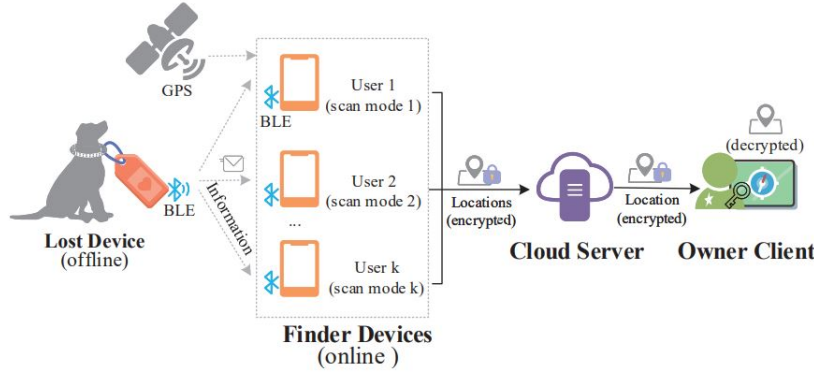 GPS
BLE
Lost Device
(offline)
Information
BLE
User 1
(scan mode 1)
User 2
(scan mode 2)
...
User k
(scan mode k)
Finder Devices
(online )
Locations
(encrypted)
Cloud Server
Location
(encrypted)
(decrypted)
Owner Client